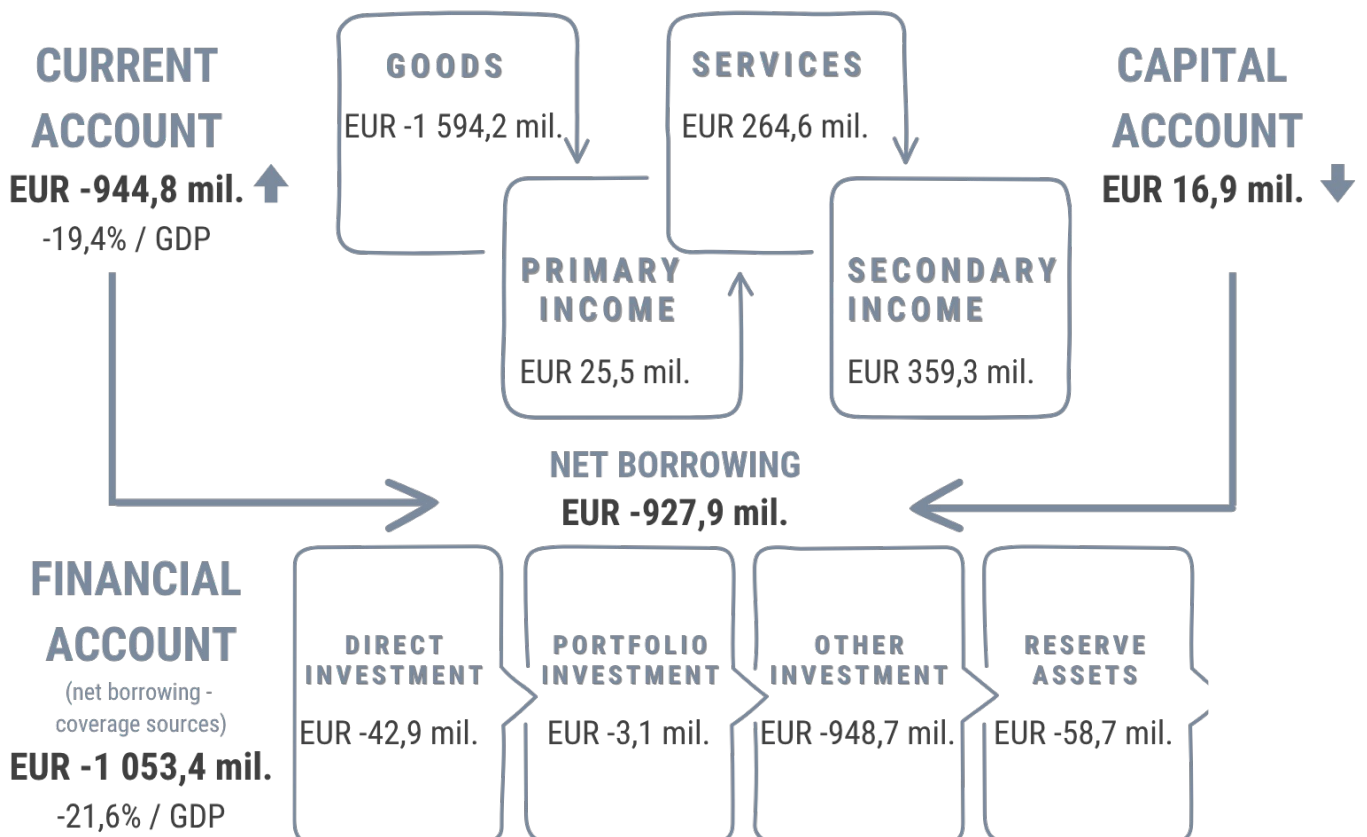 CURRENT
ACCOUNT
EUR -944,8 mil.
-19,4% / GDP
GOODS
EUR -1 594,2 mil.
SERVICES
EUR 264,6 mil.
PRIMARY
INCOME
EUR 25,5 mil.
SECONDARY
INCOME
EUR 359,3 mil.
CAPITAL
ACCOUNT
EUR 16,9 mil.
NET BORROWING
EUR -927,9 mil.
FINANCIAL
ACCOUNT
(net borrowing -
coverage sources)
EUR -1 053,4 mil.
-21,6% / GDP
DIRECT
INVESTMENT
EUR -42,9 mil.
PORTFOLIO
INVESTMENT
EUR -3,1 mil.
OTHER
INVESTMENT
EUR -948,7 mil.
RESERVE
ASSETS
EUR -58,7 mil.